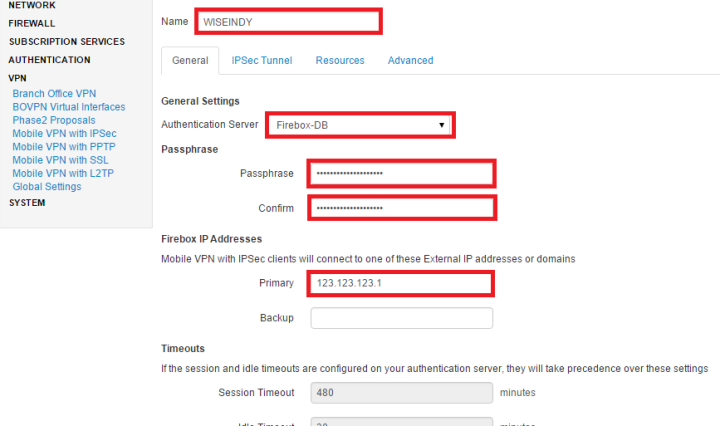 NETWORK
FIREWALL
SUBSCRIPTION SERVICES
AUTHENTICATION
VPN
Branch Office VPN
BOVPN Virtual Interfaces
Phase2 Proposals
Mobile VPN with IPSec
Mobile VPN with PPTP
Mobile VPN with SSL
Mobile VPN with L2TP
Global Settings
SYSTEM
Name WISEINDY
General IPSec Tunnel Resources Advanced
General Settings
Authentication Server Firebox-DB
Passphrase
Passphrase ••••••••••••••••••••
Confirm ••••••••••••••••••••
Firebox IP Addresses
Mobile VPN with IPSec clients will connect to one of these External IP addresses or domains
Primary 123.123.123.1
Backup
Timeouts
If the session and idle timeouts are configured on your authentication server, they will take precedence over these settings
Session Timeout 480 minutes
Idle Timeout 30 minutes